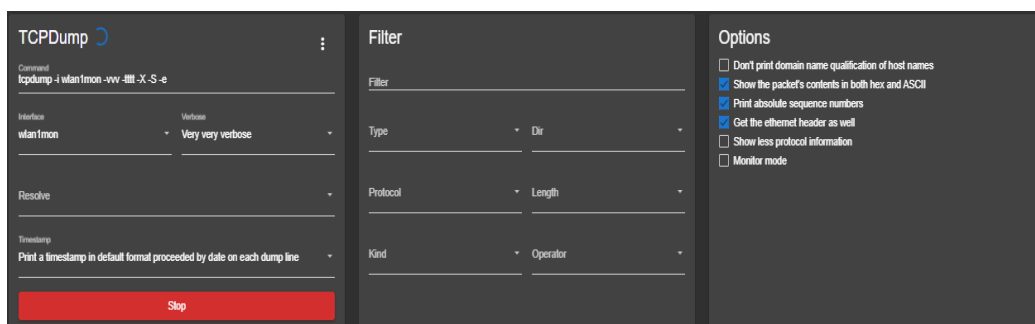 TCPDump
Command
tcpdump -i wlan1mon -vvv -tttt -X -S -e
Interface
wlan1mon
Verbose
Very very verbose
Resolve
Timestamp
Print a timestamp in default format proceeded by date on each dump line
Stop
Filter
Filter
Type
Dir
Protocol
Length
Kind
Operator
Options
Don't print domain name qualification of host names
Show the packet's contents in both hex and ASCII
Print absolute sequence numbers
Get the ethernet header as well
Show less protocol information
Monitor mode